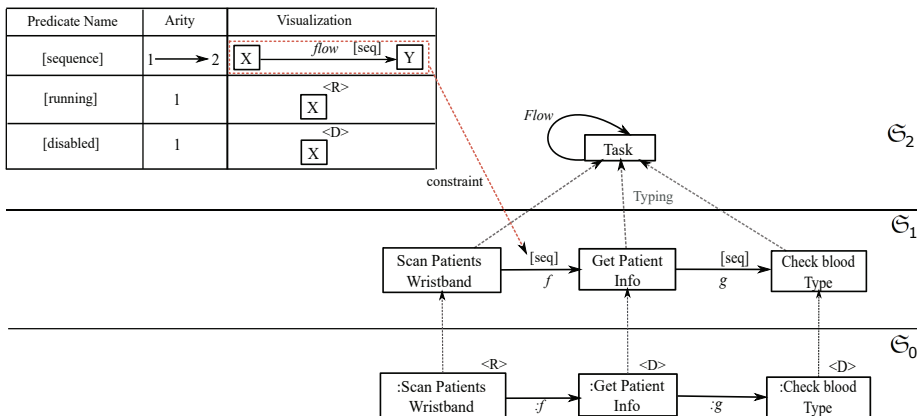 Predicate Name Arity Visualization
[sequence] 1 2 X flow [seq] Y
[running] 1 X <R>
[disabled] 1 X <D>
Flow
Task
𝔖2
constraint
Typing
𝔖1
Scan Patients
Wristband
[seq]
f
Get Patient
Info
[seq]
g
Check blood
Type
𝔖0
<R>
:Scan Patients
Wristband
:f
<D>
:Get Patient
Info
:g
<D>
:Check blood
Type